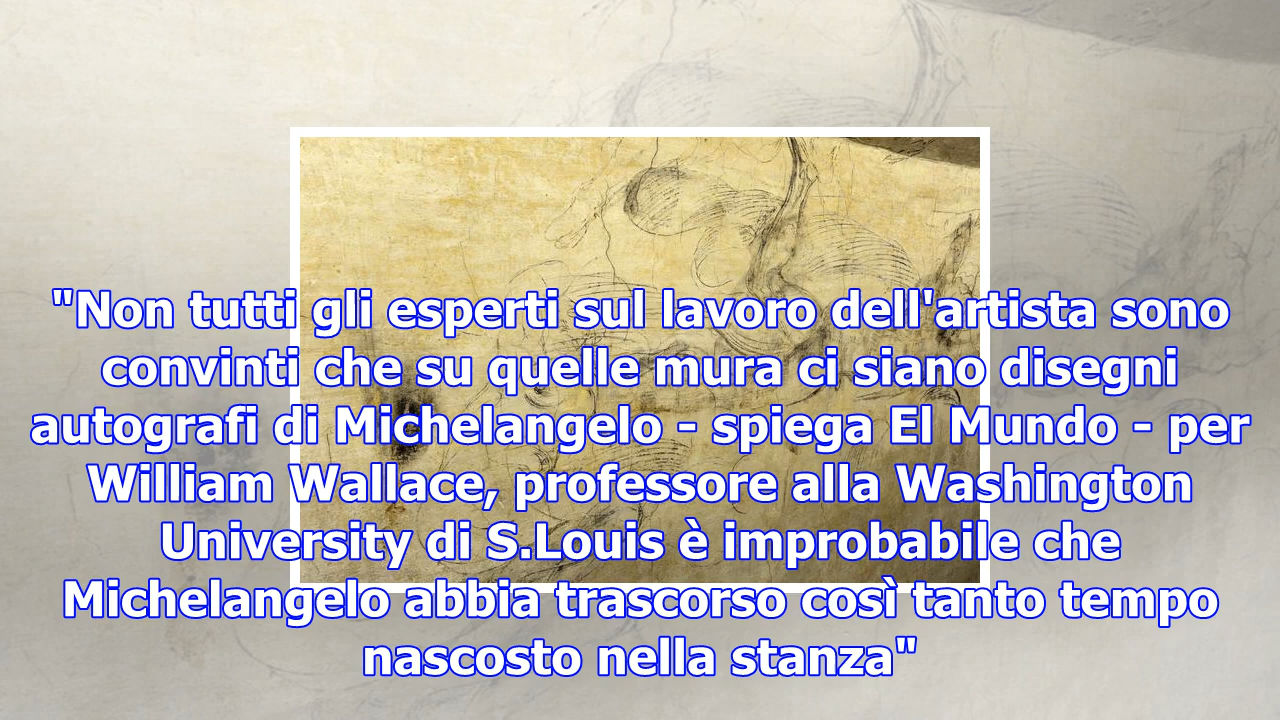 "Non tutti gli esperti sul lavoro dell'artista sono
convinti che su quelle mura ci siano disegni
autografi di Michelangelo - spiega El Mundo - per
William Wallace, professore alla Washington
University di S.Louis è improbabile che
Michelangelo abbia trascorso così tanto tempo
nascosto nella stanza"